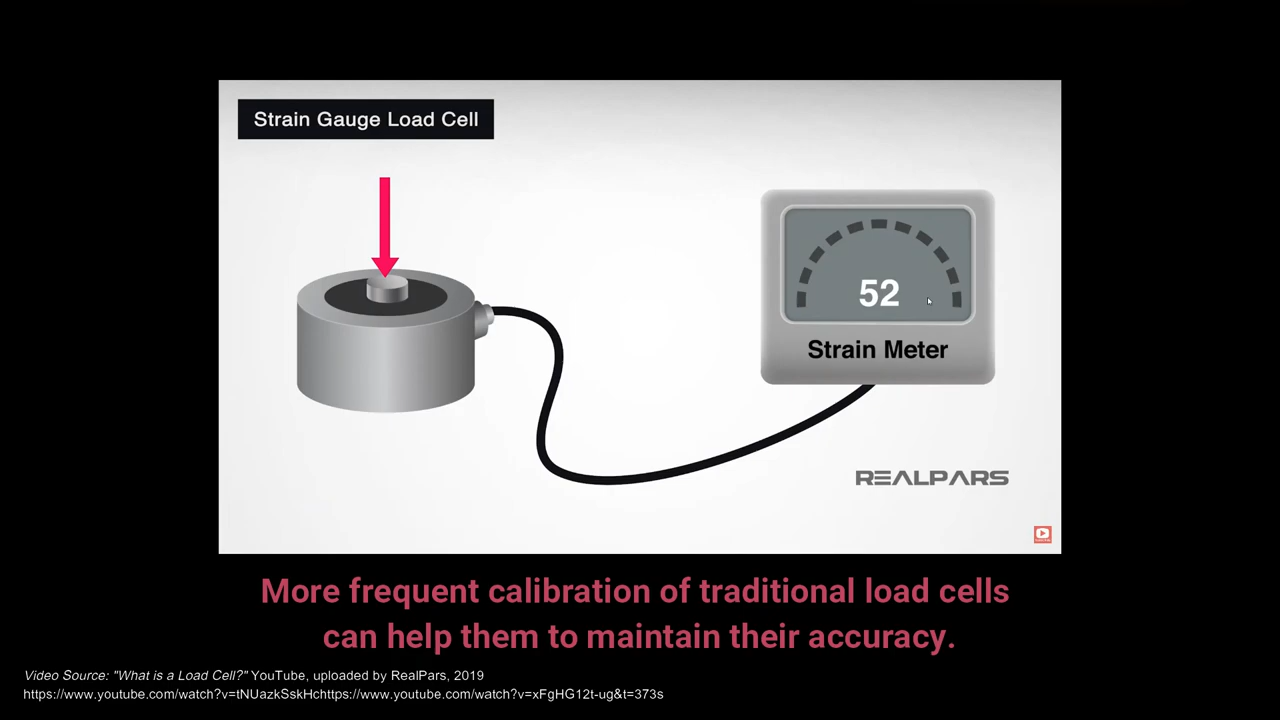 Strain Gauge Load Cell
52
Strain Meter
REALPARS
More frequent calibration of traditional load cells
can help them to maintain their accuracy.
Video Source: "What is a Load Cell?" YouTube, uploaded by RealPars, 2019
https://www.youtube.com/watch?v=tNUazkSskHchttps://www.youtube.com/watch?v=xFgHG12t-ug&t=373s